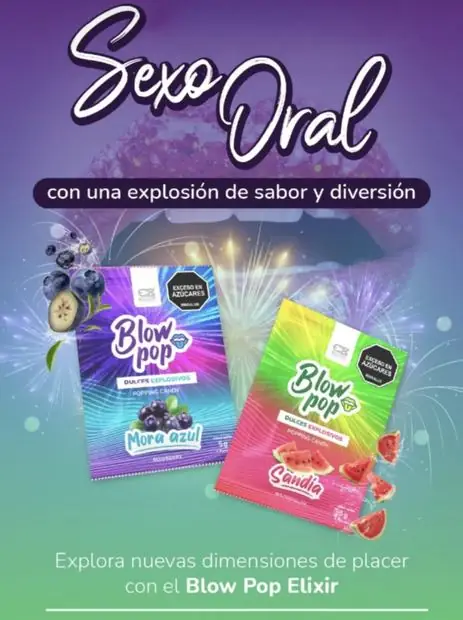 Sexo
Oral
con una explosión de sabor y diversión
EXCESO EN
AZÚCARES
Blow
pop
DULCES EXPLOSIVOS
POPPING CANDY
Mora azul
BLUEBERRY
5g
EXCESO EN
AZÚCARES
Blow
pop
DULCES EXPLOSIVOS
POPPING CANDY
Sandía
Explora nuevas dimensiones de placer
con el Blow Pop Elixir